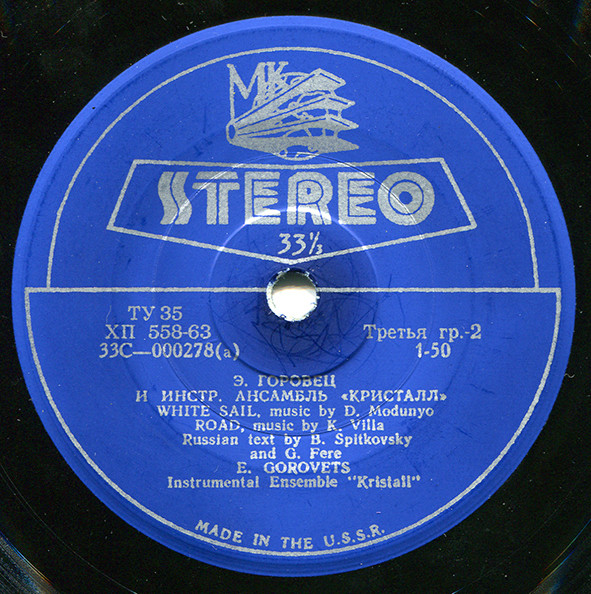 МК
STEREO
33⅓
ТУ 35
ХП 558-63
33С—000278(а)
Третья гр.-2
1-50
Э. ГОРОВЕЦ
И ИНСТР. АНСАМБЛЬ «КРИСТАЛЛ»
WHITE SAIL, music by D. Modunyo
ROAD, music by K. Villa
Russian text by B. Spitkovsky
and G. Fere
E. GOROVETS
Instrumental Ensemble "Kristall"
MADE IN THE U.S.S.R.